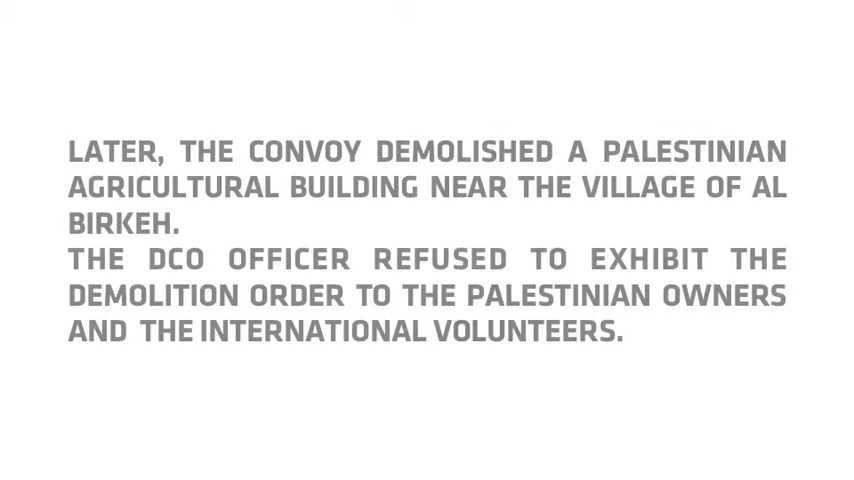 LATER, THE CONVOY DEMOLISHED A PALESTINIAN
AGRICULTURAL BUILDING NEAR THE VILLAGE OF AL
BIRKEH.
THE DCO OFFICER REFUSED TO EXHIBIT THE
DEMOLITION ORDER TO THE PALESTINIAN OWNERS
AND THE INTERNATIONAL VOLUNTEERS.